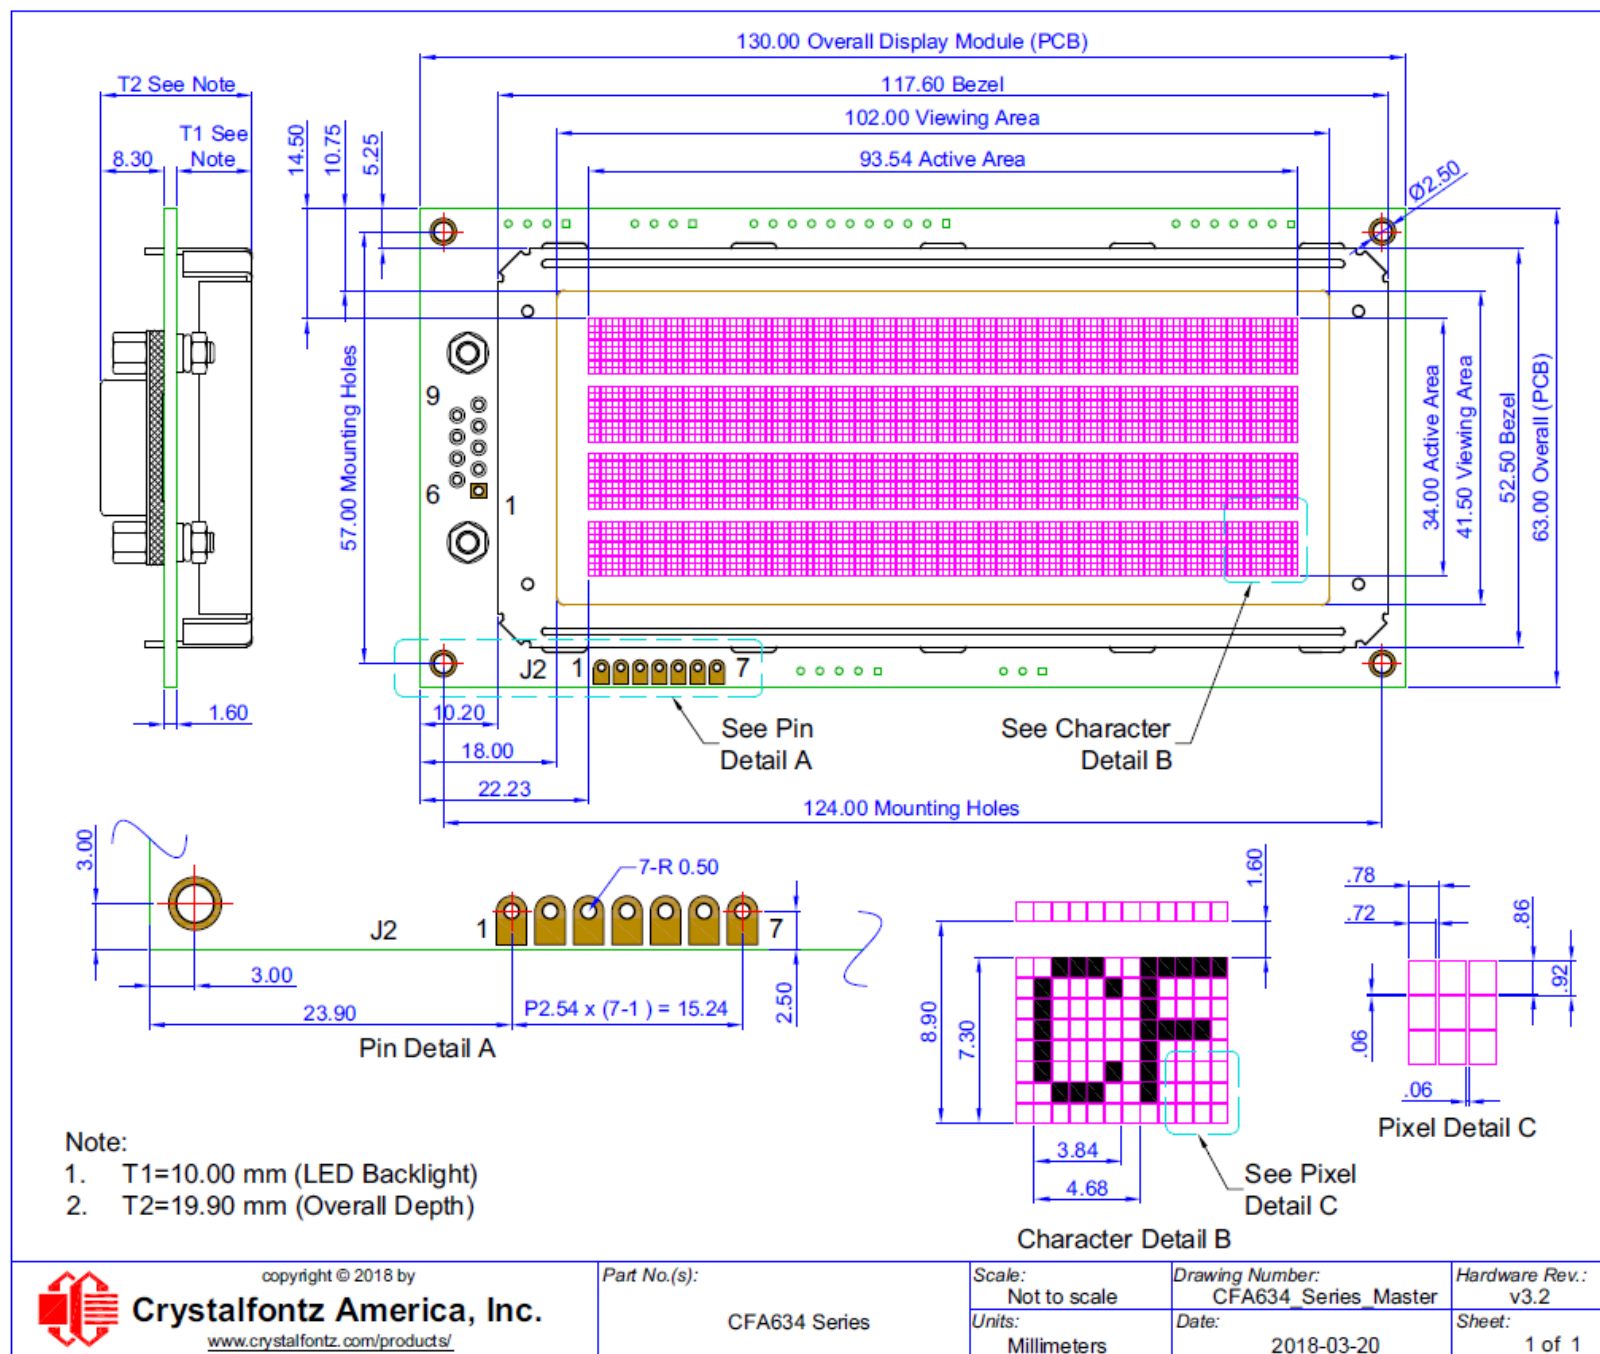 130.00 Overall Display Module (PCB)
T2 See Note
117.60 Bezel
102.00 Viewing Area
T1 See
Note
8.30
14.50
10.75
5.25
93.54 Active Area
Ø2.50
57.00 Mounting Holes
9
6
1
34.00 Active Area
41.50 Viewing Area
52.50 Bezel
63.00 Overall (PCB)
J2
1
7
1.60
10.20
18.00
22.23
See Pin
Detail A
See Character
Detail B
124.00 Mounting Holes
3.00
7-R 0.50
J2
1
7
3.00
23.90
P2.54 x (7-1 ) = 15.24
2.50
Pin Detail A
1.60
8.90
7.30
3.84
4.68
See Pixel
Detail C
Character Detail B
.78
.72
.86
.92
.06
.06
Pixel Detail C
Note:
1. T1=10.00 mm (LED Backlight)
2. T2=19.90 mm (Overall Depth)
copyright © 2018 by
Crystalfontz America, Inc.
www.crystalfontz.com/products/
Part No.(s):
CFA634 Series
Scale:
Not to scale
Units:
Millimeters
Drawing Number:
CFA634_Series_Master
Date:
2018-03-20
Hardware Rev.:
v3.2
Sheet:
1 of 1